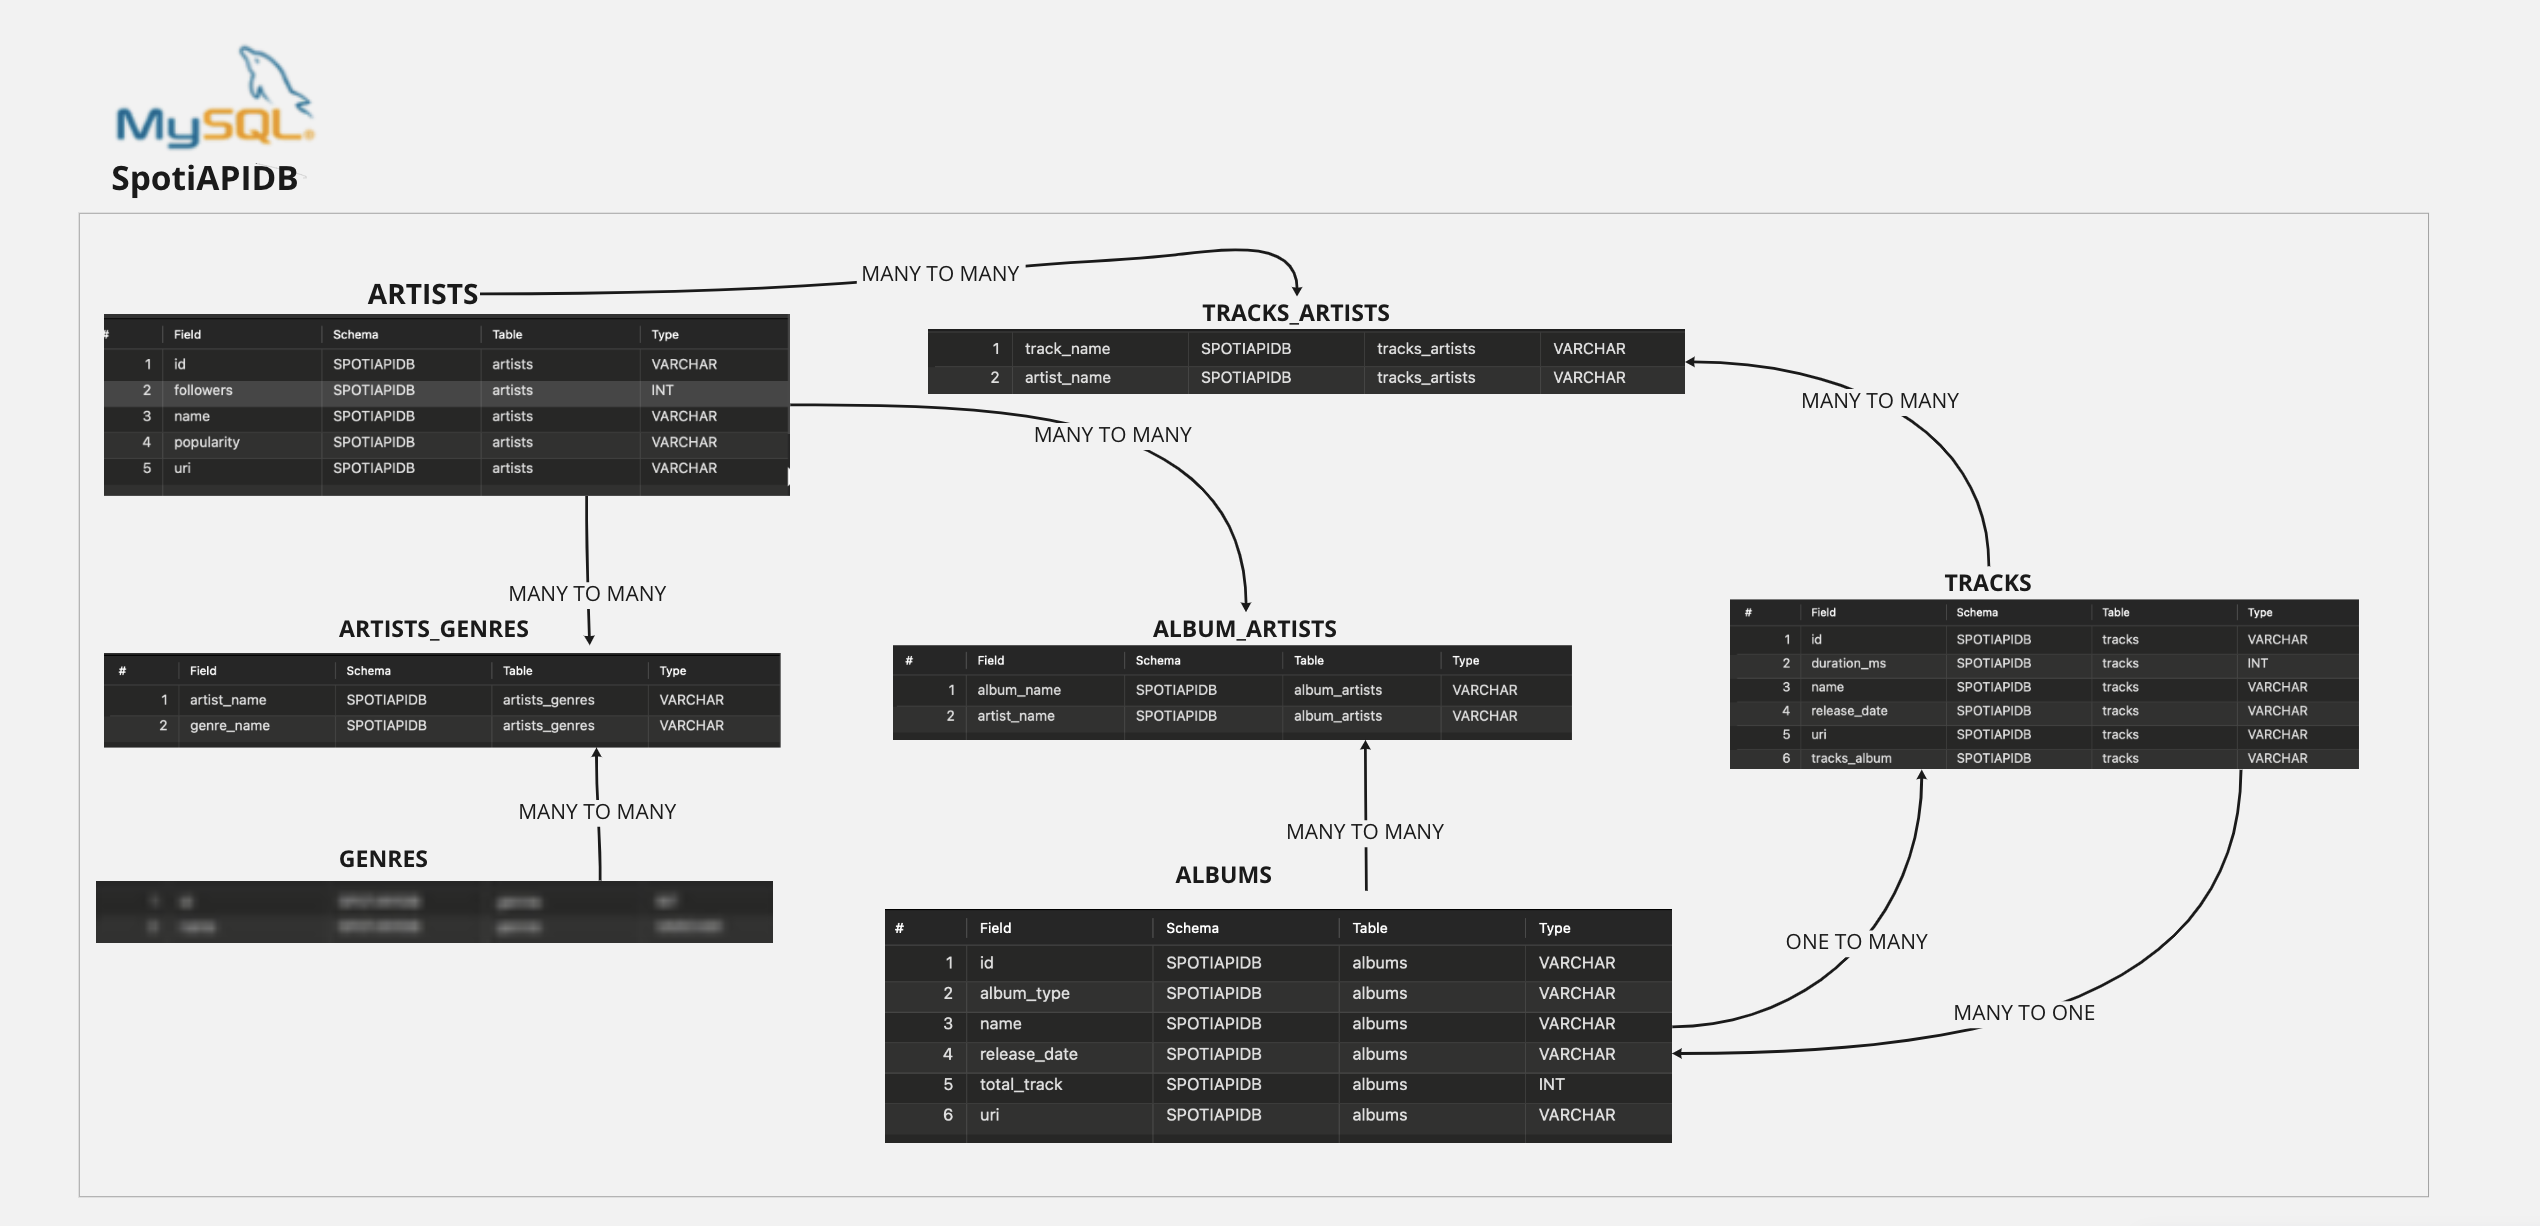 MySQL®
SpotiAPIDB
MANY TO MANY
ARTISTS
# Field Schema Table Type
1 id SPOTIAPIDB artists VARCHAR
2 followers SPOTIAPIDB artists INT
3 name SPOTIAPIDB artists VARCHAR
4 popularity SPOTIAPIDB artists VARCHAR
5 uri SPOTIAPIDB artists VARCHAR
TRACKS_ARTISTS
1 track_name SPOTIAPIDB tracks_artists VARCHAR
2 artist_name SPOTIAPIDB tracks_artists VARCHAR
MANY TO MANY
MANY TO MANY
MANY TO MANY
ARTISTS_GENRES
# Field Schema Table Type
1 artist_name SPOTIAPIDB artists_genres VARCHAR
2 genre_name SPOTIAPIDB artists_genres VARCHAR
ALBUM_ARTISTS
# Field Schema Table Type
1 album_name SPOTIAPIDB album_artists VARCHAR
2 artist_name SPOTIAPIDB album_artists VARCHAR
TRACKS
# Field Schema Table Type
1 id SPOTIAPIDB tracks VARCHAR
2 duration_ms SPOTIAPIDB tracks INT
3 name SPOTIAPIDB tracks VARCHAR
4 release_date SPOTIAPIDB tracks VARCHAR
5 uri SPOTIAPIDB tracks VARCHAR
6 tracks_album SPOTIAPIDB tracks VARCHAR
MANY TO MANY
MANY TO MANY
GENRES
ALBUMS
# Field Schema Table Type
1 id SPOTIAPIDB albums VARCHAR
2 album_type SPOTIAPIDB albums VARCHAR
3 name SPOTIAPIDB albums VARCHAR
4 release_date SPOTIAPIDB albums VARCHAR
5 total_track SPOTIAPIDB albums INT
6 uri SPOTIAPIDB albums VARCHAR
ONE TO MANY
MANY TO ONE